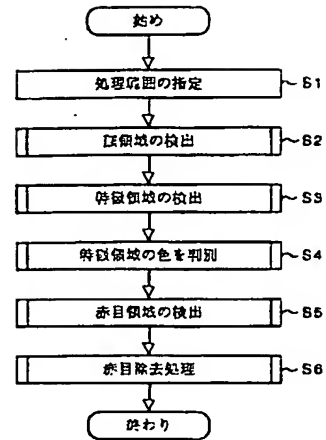 始め
処理範囲の指定 S1
領域の検出 S2
特徴領域の検出 S3
特徴領域の色を判別 S4
赤目領域の検出 S5
赤目除去処理 S6
終わり